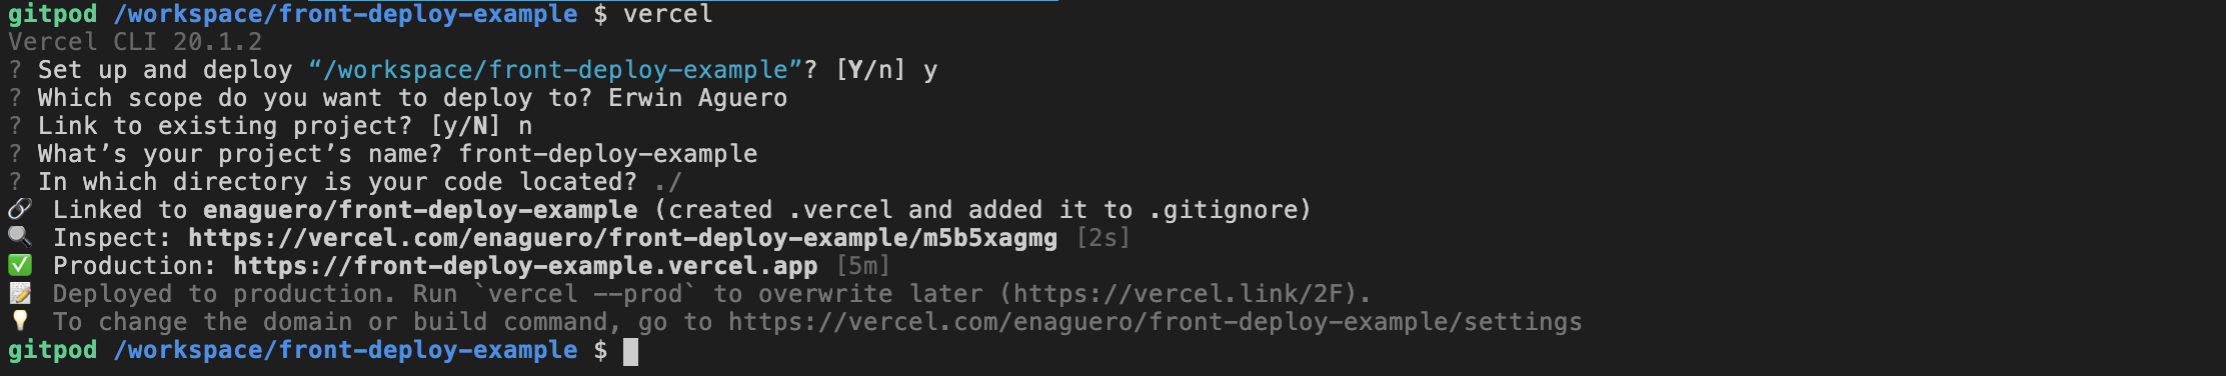 gitpod /workspace/front-deploy-example $ vercel
Vercel CLI 20.1.2
? Set up and deploy “/workspace/front-deploy-example”? [Y/n] y
? Which scope do you want to deploy to? Erwin Aguero
? Link to existing project? [y/N] n
? What’s your project’s name? front-deploy-example
? In which directory is your code located? ./
🔗 Linked to enaguero/front-deploy-example (created .vercel and added it to .gitignore)
🔍 Inspect: https://vercel.com/enaguero/front-deploy-example/m5b5xagmg [2s]
✅ Production: https://front-deploy-example.vercel.app [5m]
📝 Deployed to production. Run `vercel --prod` to overwrite later (https://vercel.link/2F).
💡 To change the domain or build command, go to https://vercel.com/enaguero/front-deploy-example/settings
gitpod /workspace/front-deploy-example $